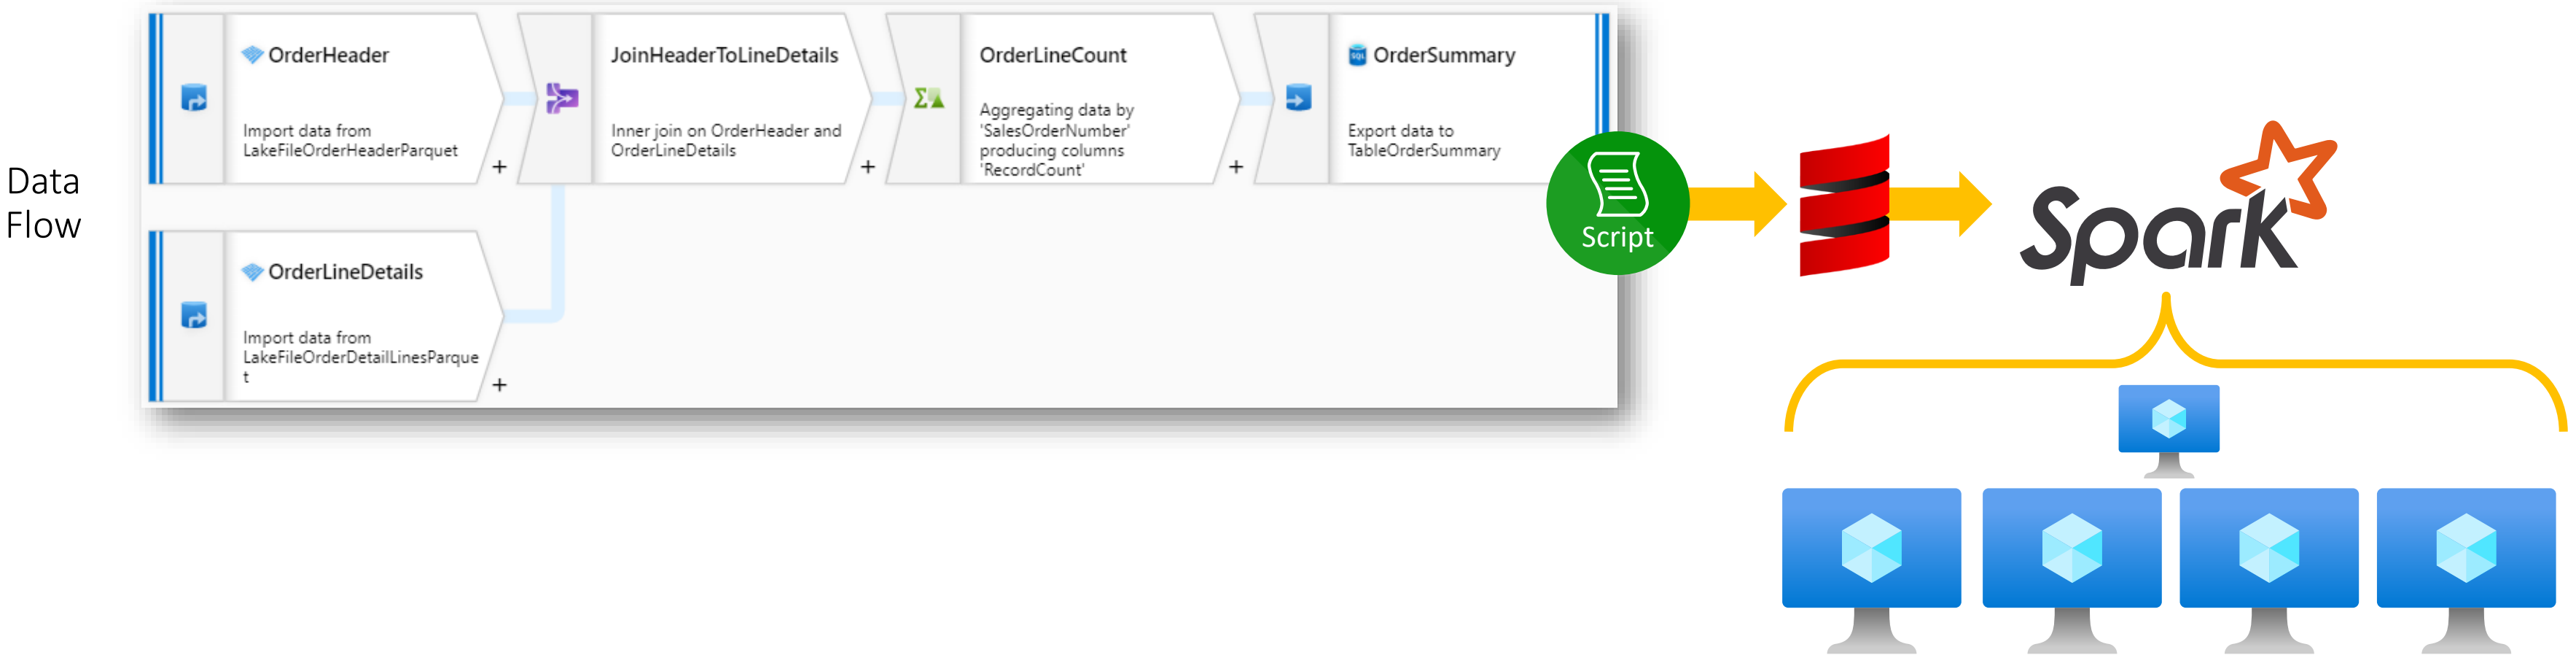 Data
Flow
OrderHeader
Import data from
LakeFileOrderHeaderParquet
+
JoinHeaderToLineDetails
Inner join on OrderHeader and
OrderLineDetails
+
OrderLineCount
Aggregating data by
'SalesOrderNumber'
producing columns
'RecordCount'
+
SQL
OrderSummary
Export data to
TableOrderSummary
OrderLineDetails
Import data from
LakeFileOrderDetailLinesParque
t
+
Script
Spark